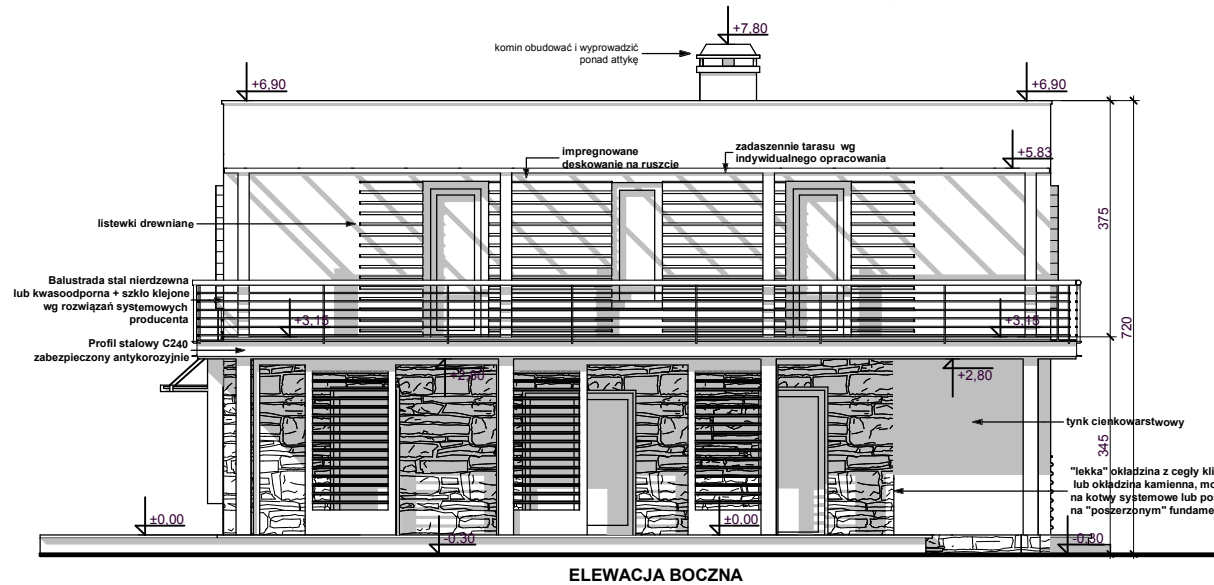 +7,80
komin obudować i wyprowadzić
ponad attykę
+6,90
+6,90
impregnowane
deskowanie na ruszcie
zadaszennie tarasu wg
indywidualnego opracowania
+5,83
listewki drewniane
375
Balustrada stal nierdzewna
lub kwasoodporna + szkło klejone
wg rozwiązań systemowych
producenta
+3,15
+3,15
720
Profil stalowy C240
zabezpieczony antykorozyjnie
+2,80
+2,80
tynk cienkowarstwowy
345
"lekka" okładzina z cegły kli
lub okładzina kamienna, mo
na kotwy systemowe lub po
na "poszerzonym" fundame
±0,00
±0,00
-0,30
-0,30
ELEWACJA BOCZNA